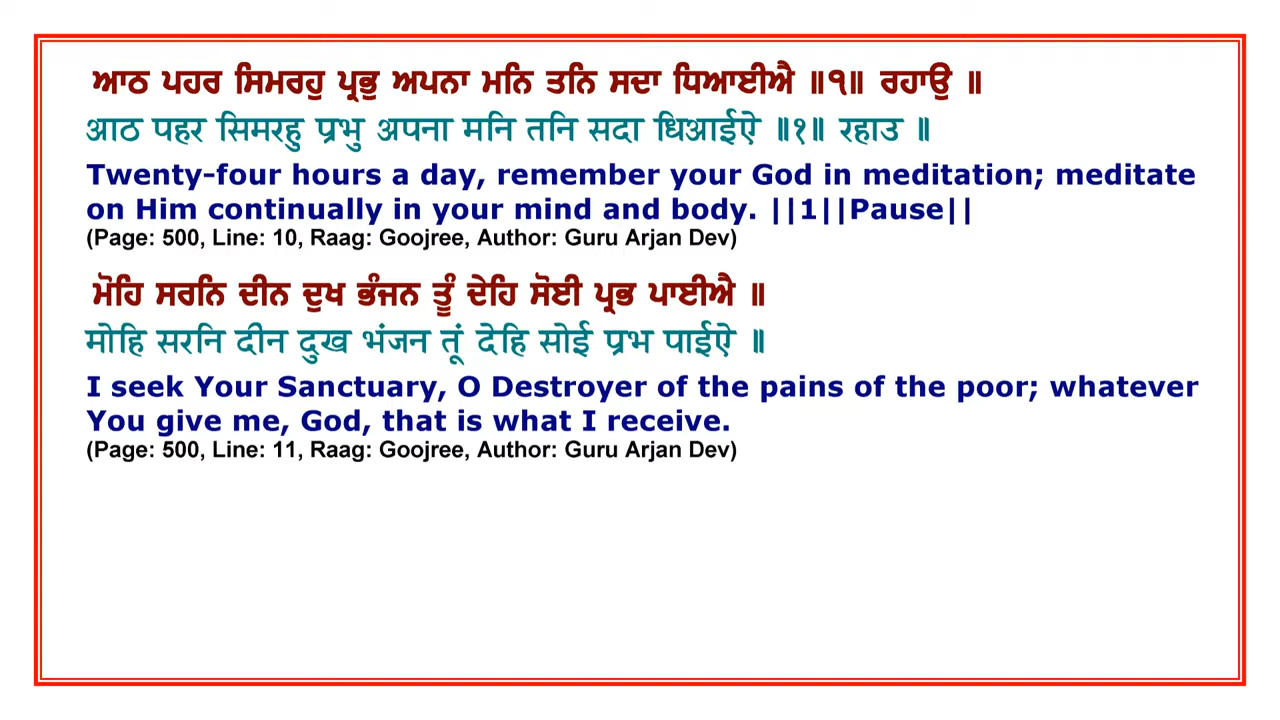 ਆਠ ਪਹਰ ਸਿਮਰਹੁ ਪ੍ਰਭੁ ਅਪਨਾ ਮਨਿ ਤਨਿ ਸਦਾ ਧਿਆਈਐ ॥੧॥ ਰਹਾਉ ॥
आठ पहर सिमरहु प्रभु अपना मनि तनि सदा धिआईऐ ॥१॥ रहाउ ॥
Twenty-four hours a day, remember your God in meditation; meditate
on Him continually in your mind and body. ||1||Pause||
(Page: 500, Line: 10, Raag: Goojree, Author: Guru Arjan Dev)
ਮੋਹਿ ਸਰਨਿ ਦੀਨ ਦੁਖ ਭੰਜਨ ਤੂੰ ਦੇਹਿ ਸੋਈ ਪ੍ਰਭ ਪਾਈਐ ॥
मोहि सरनि दीन दुख भंजन तूं देहि सोई प्रभ पाईऐ ॥
I seek Your Sanctuary, O Destroyer of the pains of the poor; whatever
You give me, God, that is what I receive.
(Page: 500, Line: 11, Raag: Goojree, Author: Guru Arjan Dev)